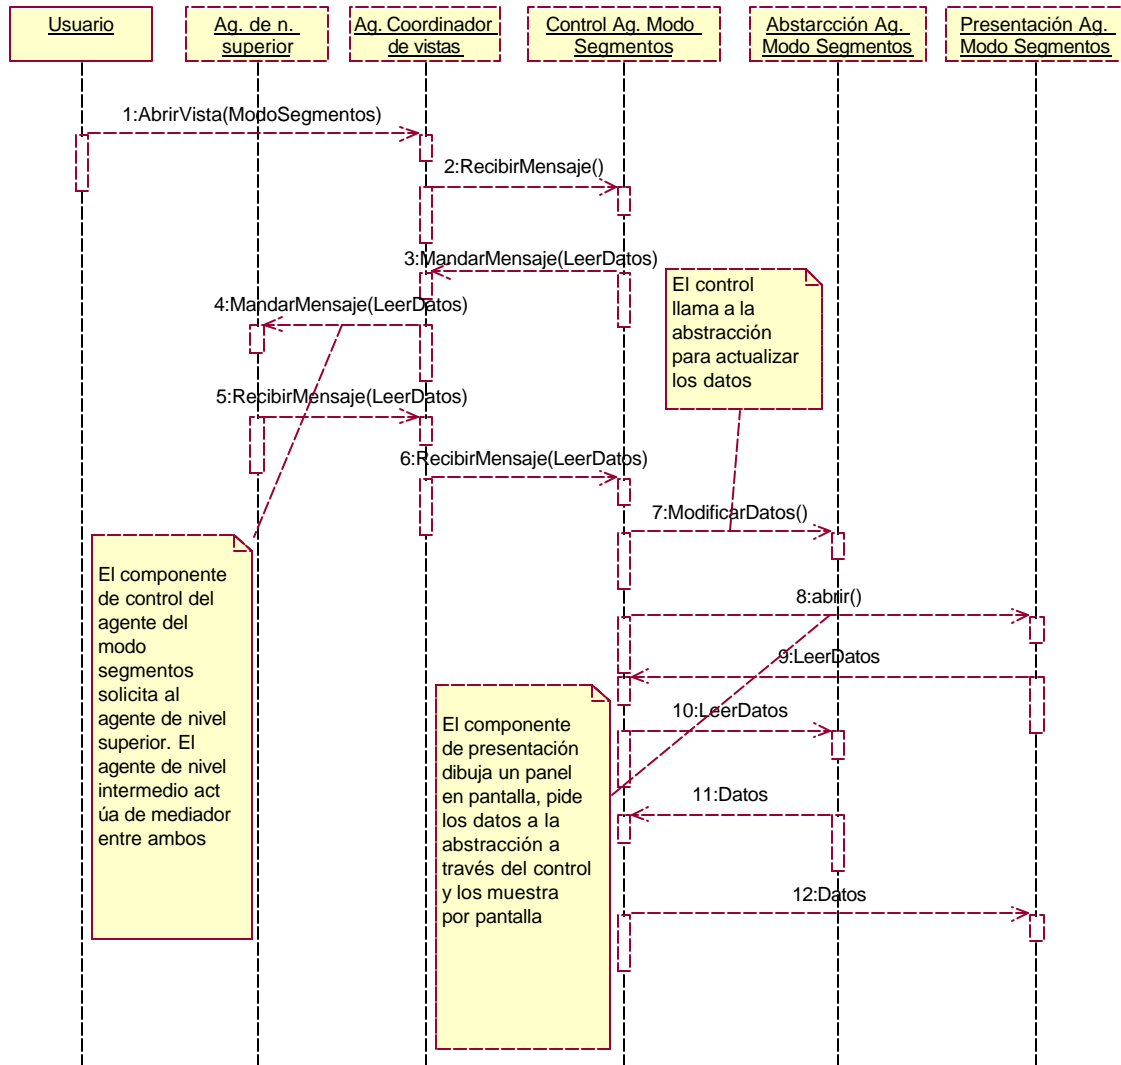 Usuario
Ag. de n.
superior
Ag. Coordinador
de vistas
Control Ag. Modo
Segmentos
Abstarcción Ag.
Modo Segmentos
Presentación Ag.
Modo Segmentos
1:AbrirVista(ModoSegmentos)
2:RecibirMensaje()
3:MandarMensaje(LeerDatos)
El control
llama a la
abstracción
para actualizar
los datos
4:MandarMensaje(LeerDatos)
5:RecibirMensaje(LeerDatos)
6:RecibirMensaje(LeerDatos)
7:ModificarDatos()
El componente
de control del
agente del
modo
segmentos
solicita al
agente de nivel
superior. El
agente de nivel
intermedio act
úa de mediador
entre ambos
8:abrir()
9:LeerDatos
El componente
de presentación
dibuja un panel
en pantalla, pide
los datos a la
abstracción a
través del control
y los muestra
por pantalla
10:LeerDatos
11:Datos
12:Datos